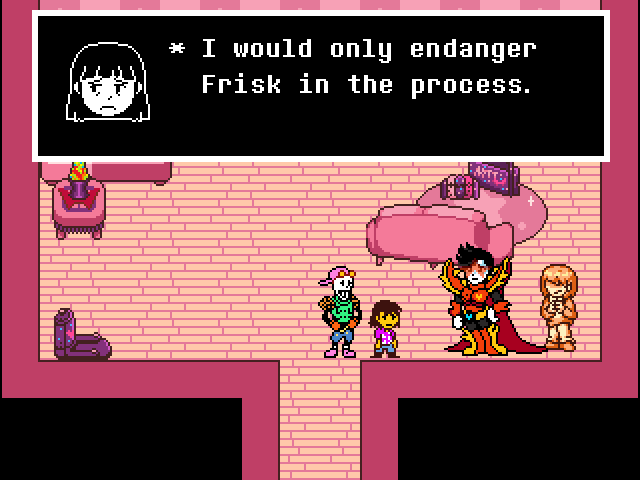 * I would only endanger
Frisk in the process.